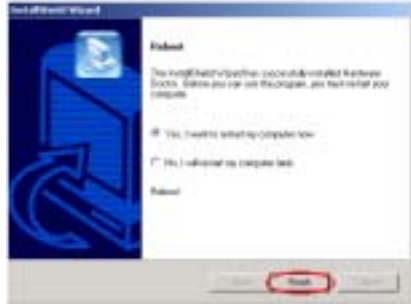 InstallShield Wizard
Reboot
The InstallShield Wizard has successfully installed Hardware
Doctor. Before you can use the program, you must restart your
computer.
Yes, I want to restart my computer now.
No, I will restart my computer later.
Reboot
Finish